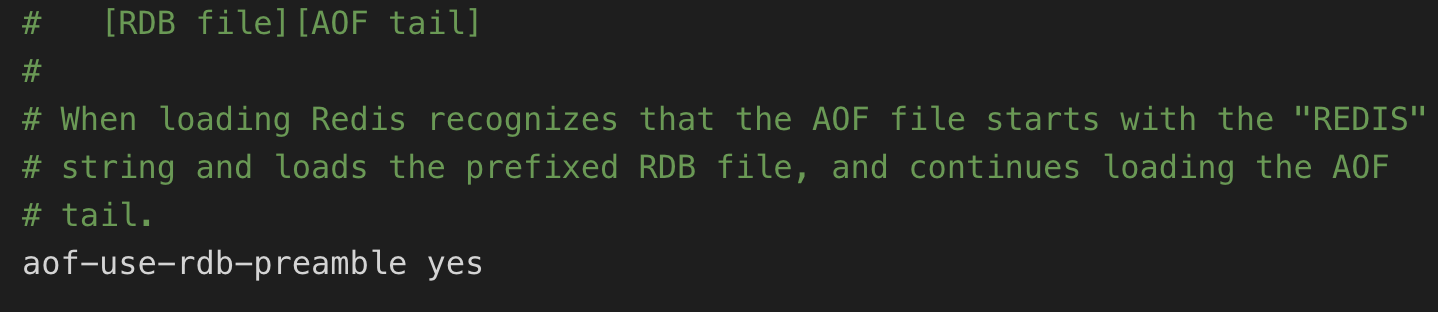 #   [RDB file][AOF tail]
#
# When loading Redis recognizes that the AOF file starts with the "REDIS"
# string and loads the prefixed RDB file, and continues loading the AOF
# tail.
aof-use-rdb-preamble yes